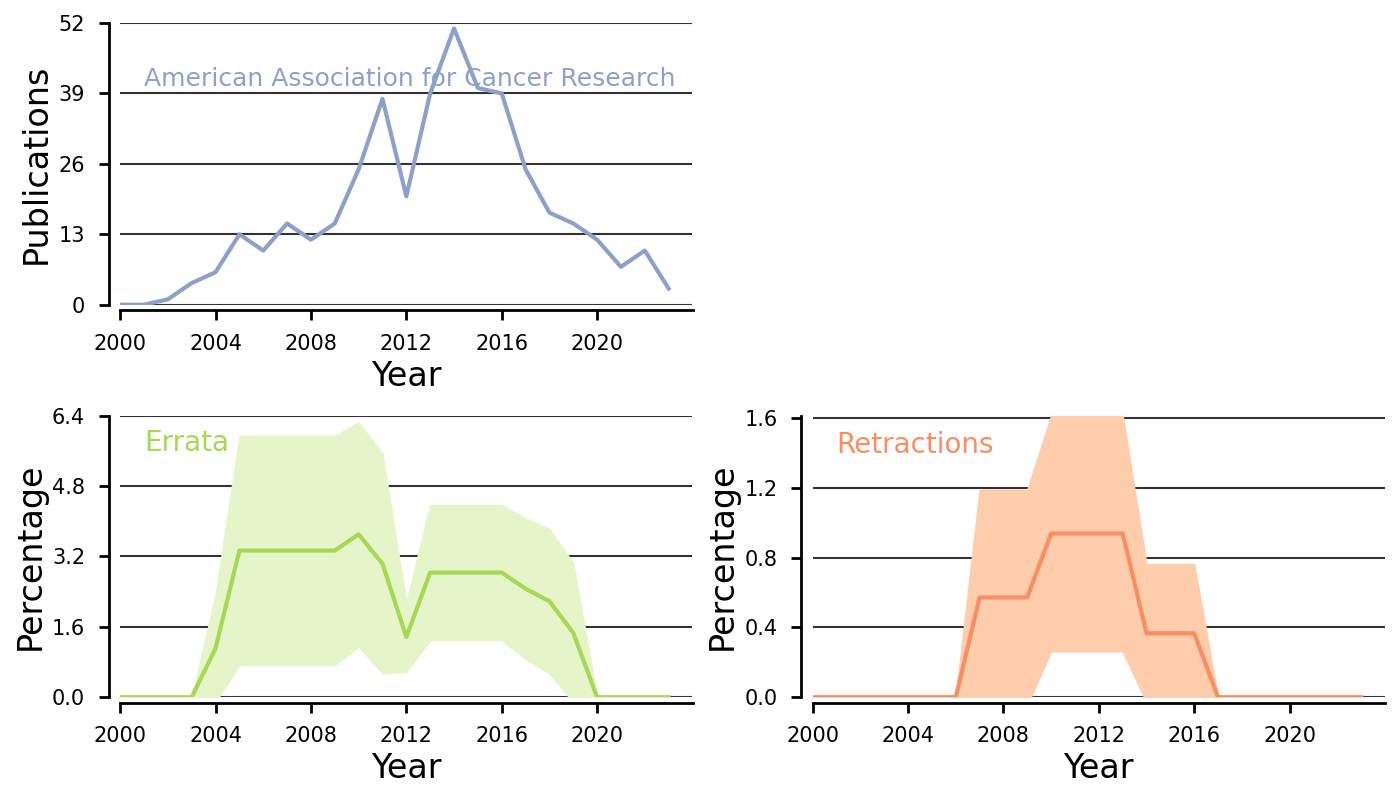 American Association for Cancer Research
Publications
52
39
26
13
0
2000 2004 2008 2012 2016 2020
Year
Errata
Percentage
6.4
4.8
3.2
1.6
0.0
2000 2004 2008 2012 2016 2020
Year
Retractions
Percentage
1.6
1.2
0.8
0.4
0.0
2000 2004 2008 2012 2016 2020
Year